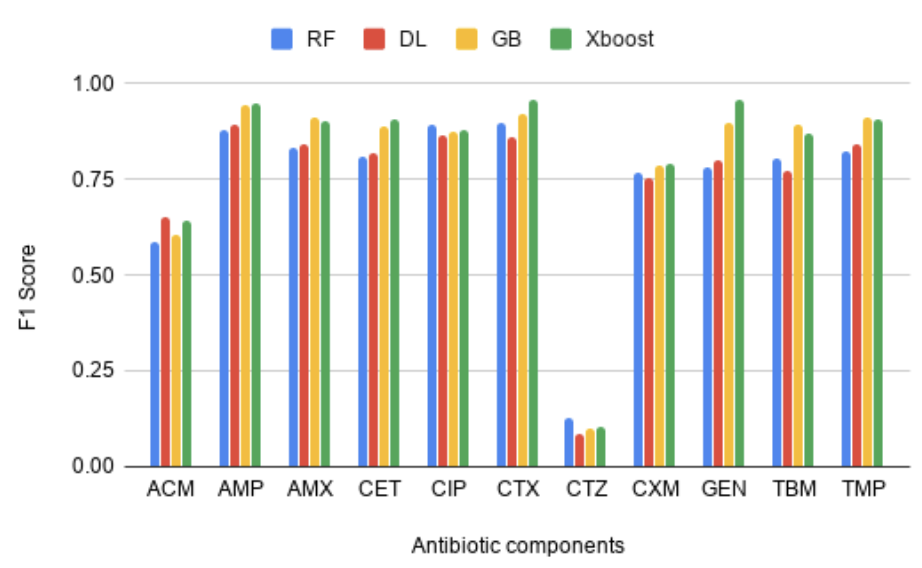 RF DL GB Xboost
1.00
0.75
0.50
0.25
0.00
F1 Score
ACM AMP AMX CET CIP CTX CTZ CXM GEN TBM TMP
Antibiotic components